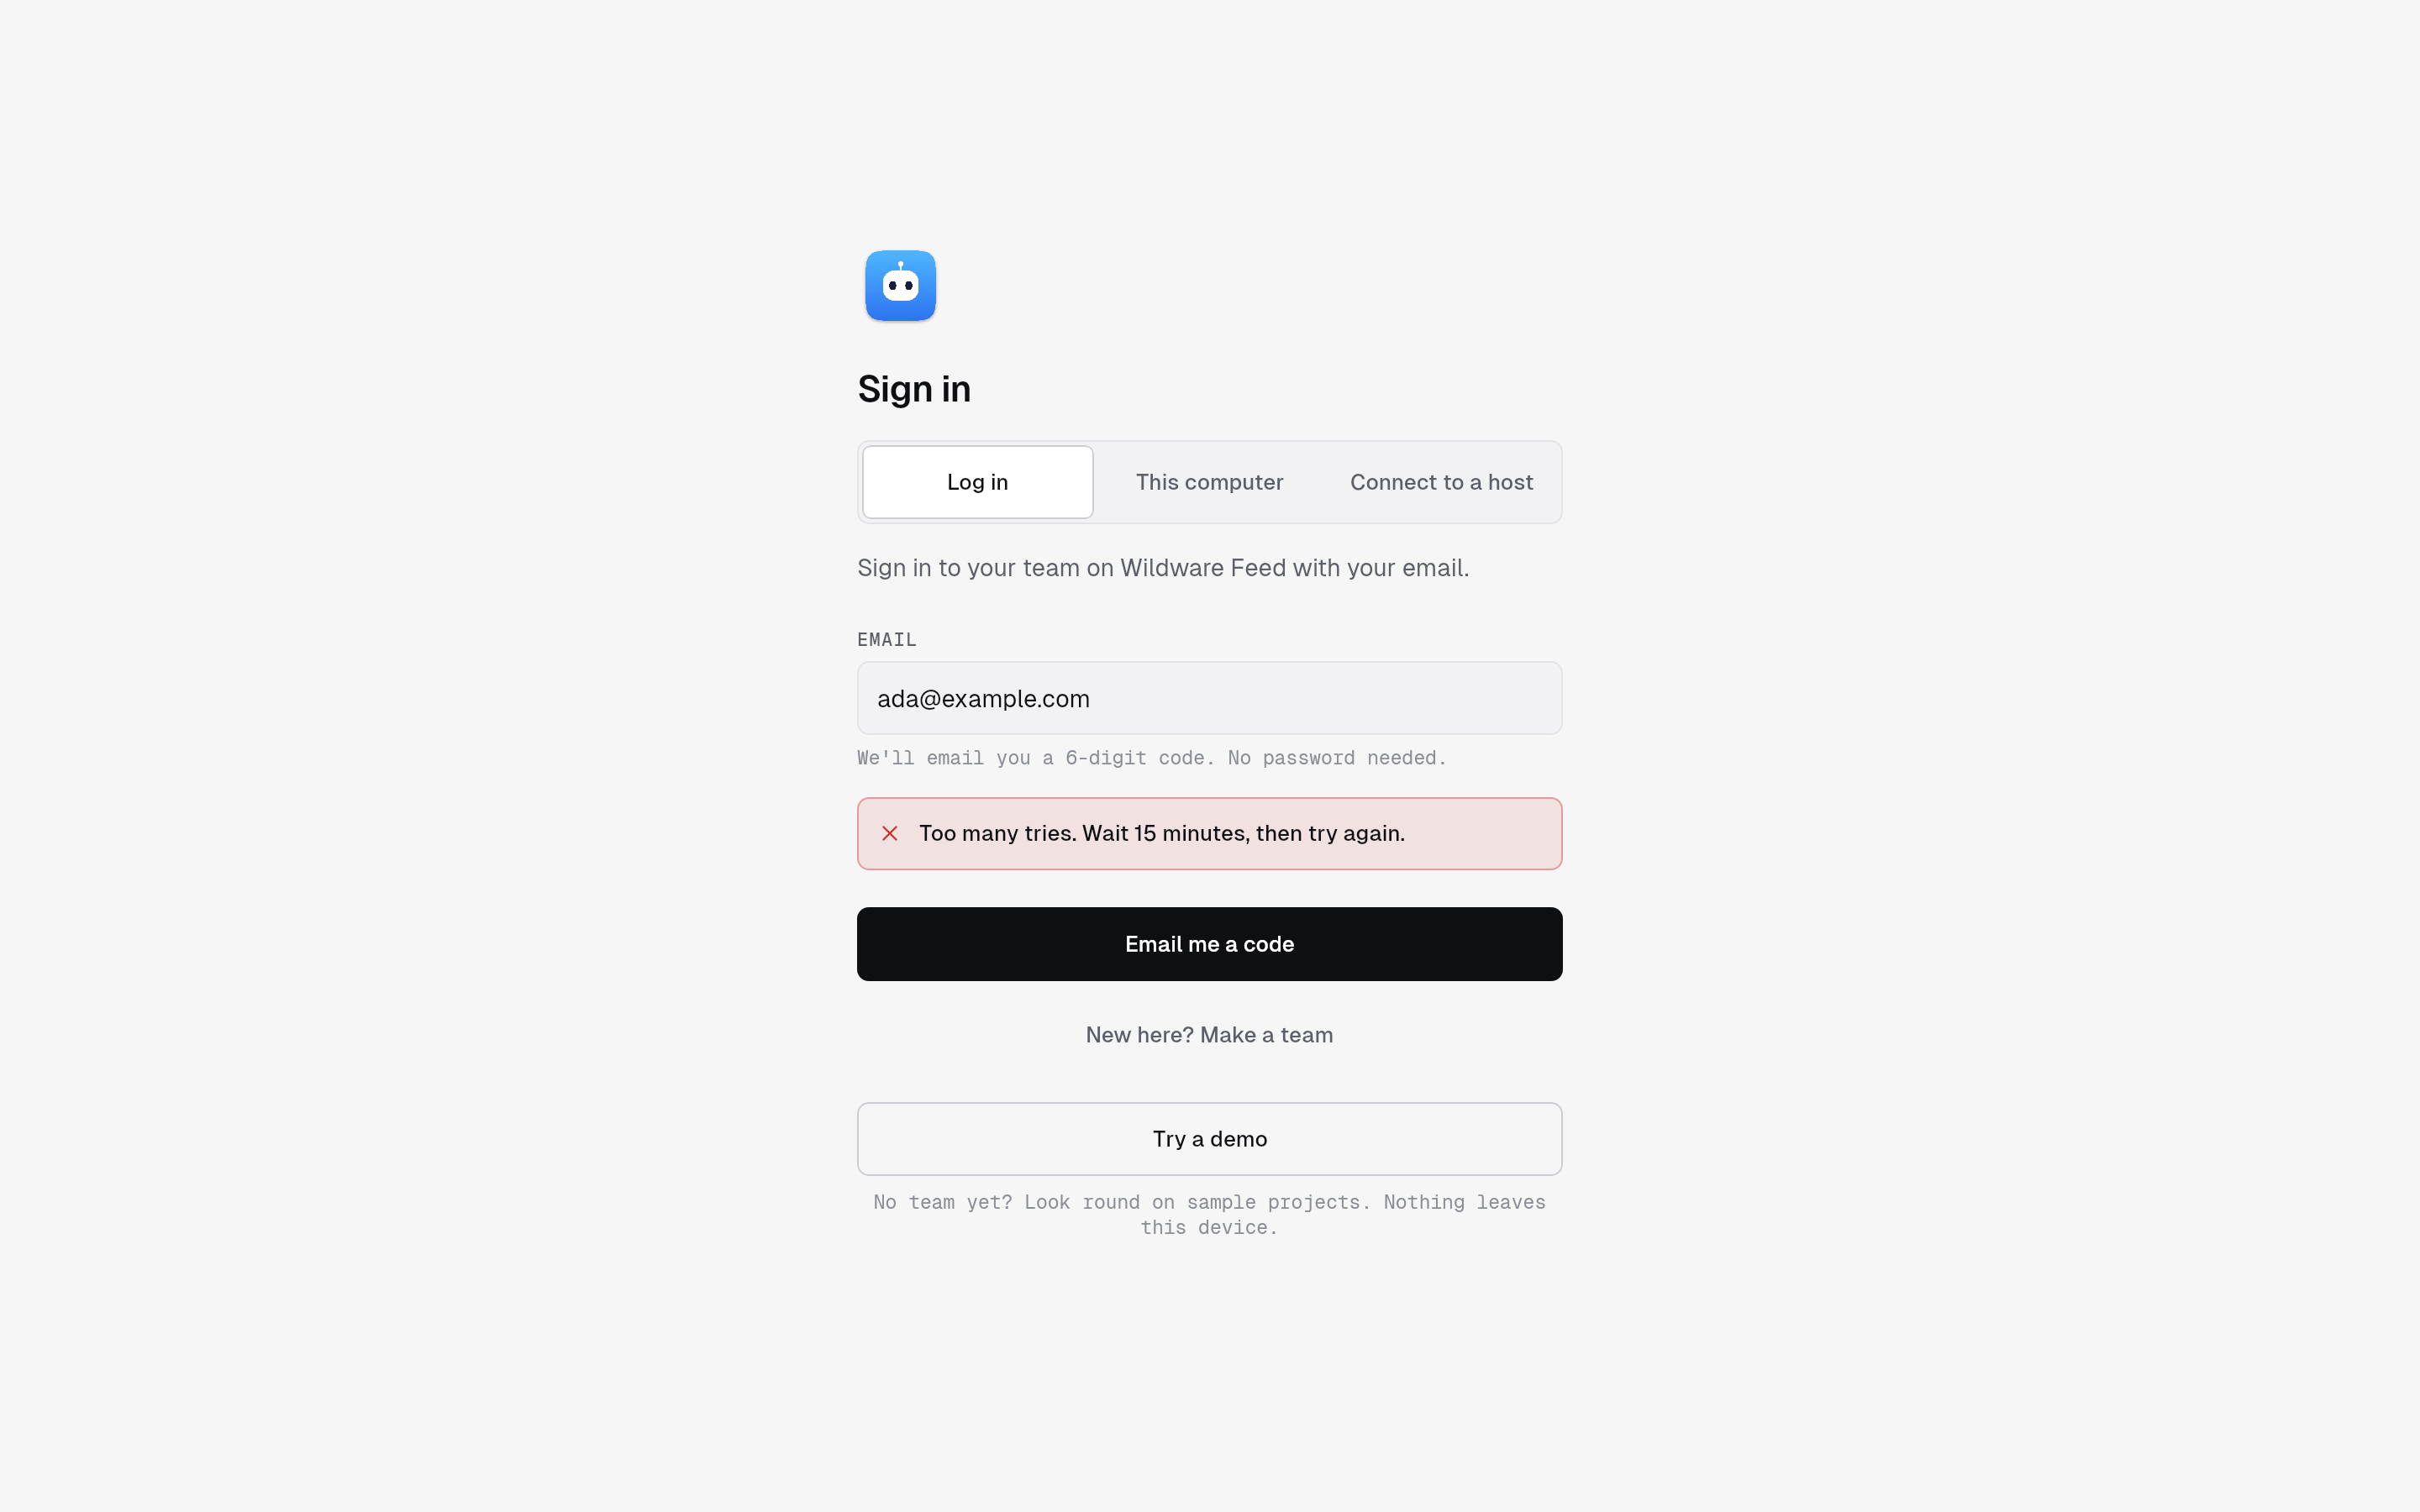 Sign in
Log in
This computer
Connect to a host
Sign in to your team on Wildware Feed with your email.
EMAIL
ada@example.com
We'll email you a 6-digit code. No password needed.
Too many tries. Wait 15 minutes, then try again.
Email me a code
New here? Make a team
Try a demo
No team yet? Look round on sample projects. Nothing leaves
this device.